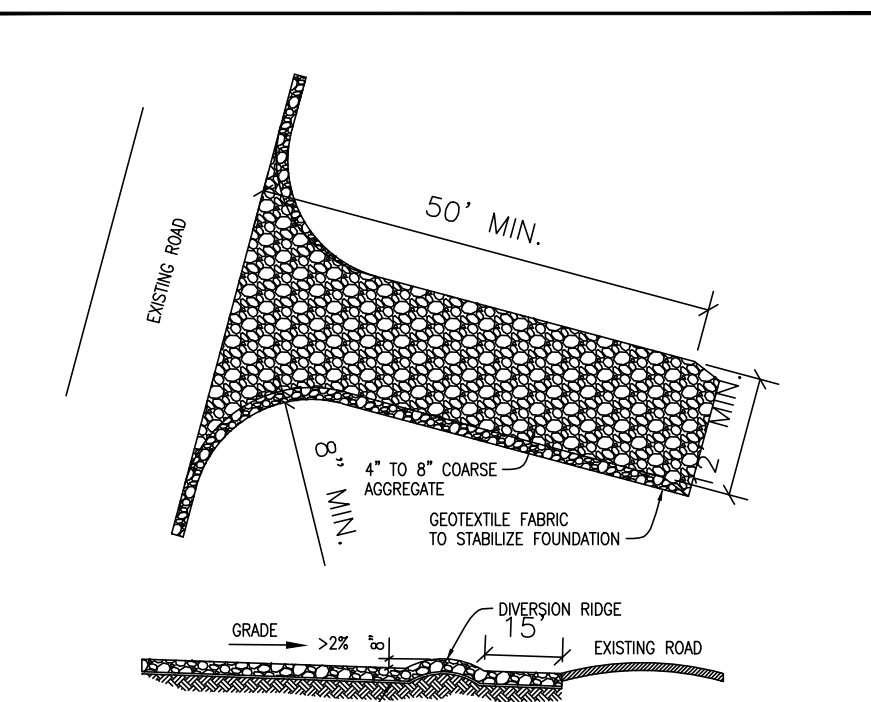 50' MIN.
EXISTING ROAD
12' MIN.
8" MIN.
4" TO 8" COARSE
AGGREGATE
GEOTEXTILE FABRIC
TO STABILIZE FOUNDATION
DIVERSION RIDGE
15'
GRADE
>2%
8"
EXISTING ROAD